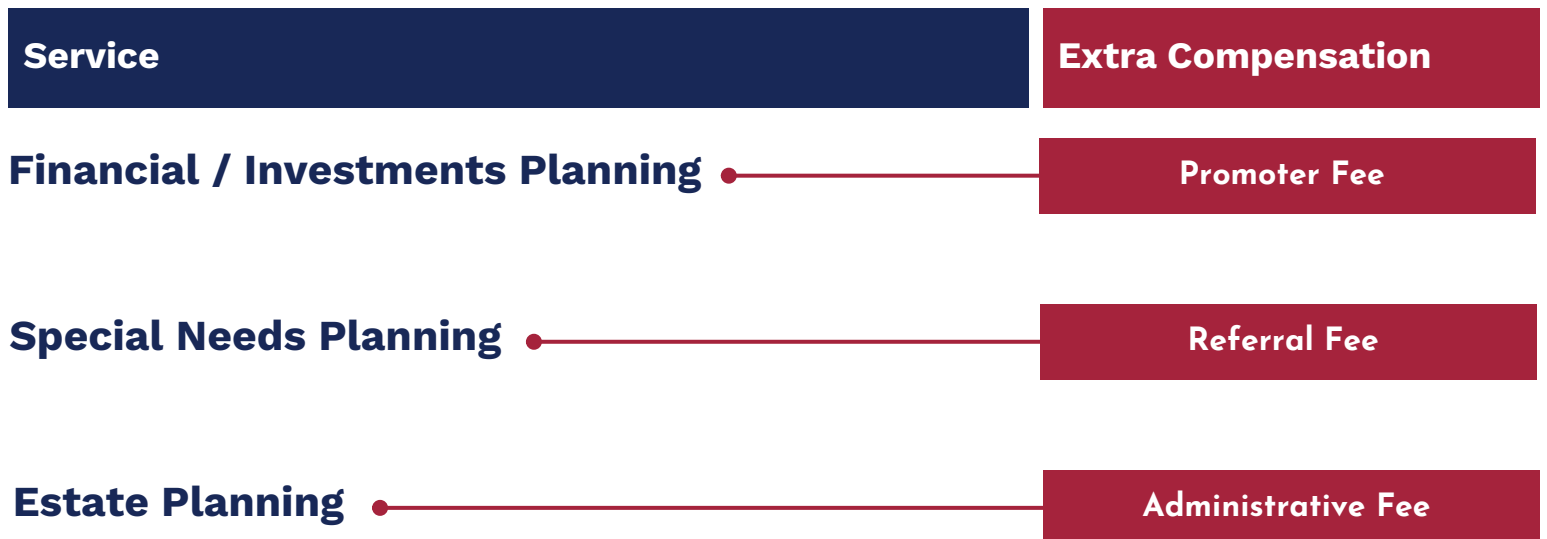 Service
Extra Compensation
Financial / Investments Planning
Promoter Fee
Special Needs Planning
Referral Fee
Estate Planning
Administrative Fee